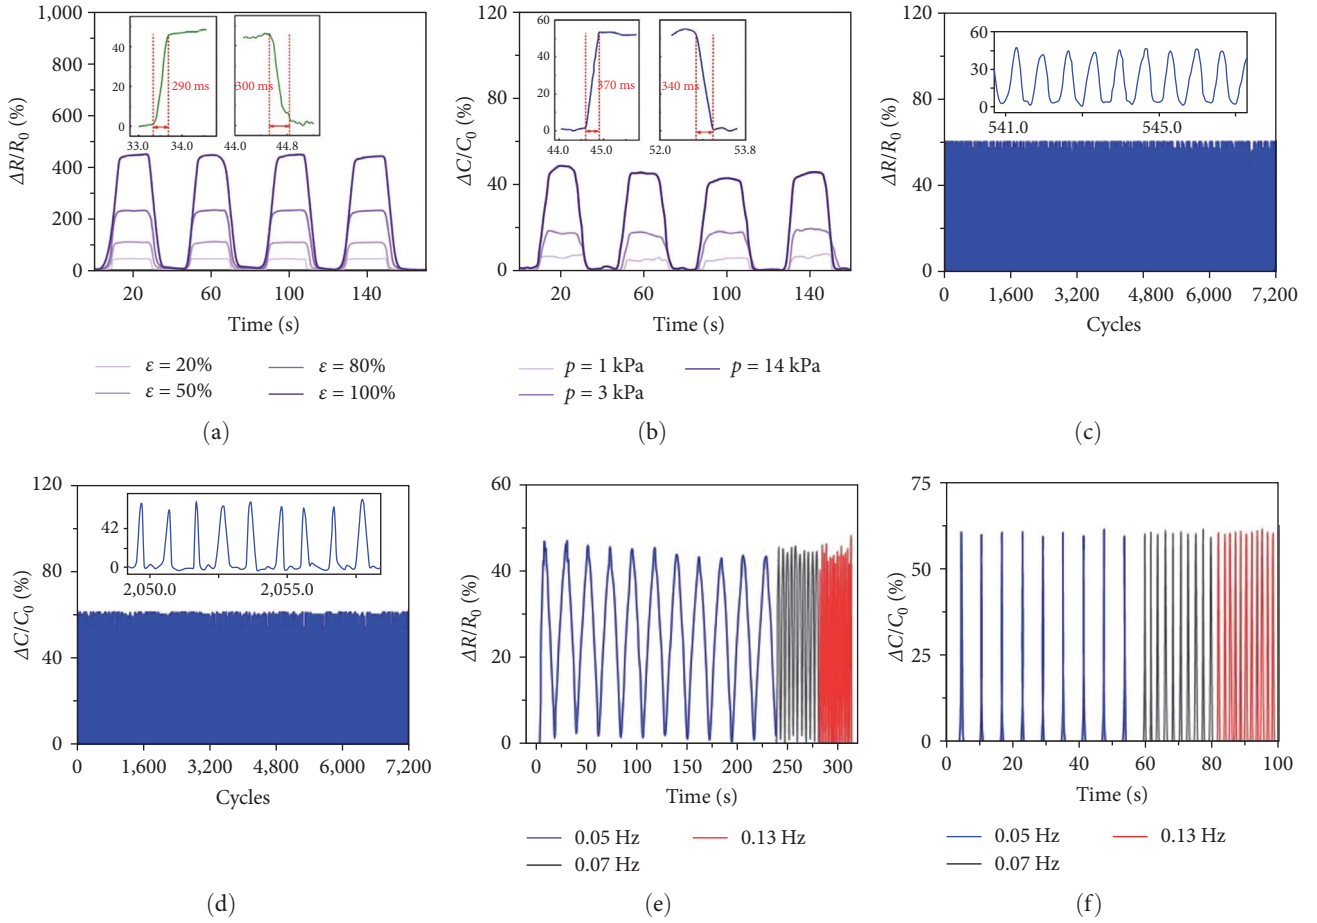 1,000
800
600
400
200
0
ΔR/R0 (%)
40
20
0
290 ms
300 ms
33.0 34.0 44.0 44.8
20 60 100 140
Time (s)
ε = 20% ε = 80%
ε = 50% ε = 100%
(a)
120
80
40
0
ΔC/C0 (%)
60
40
20
0
370 ms
340 ms
44.0 45.0 52.0 53.8
20 60 100 140
Time (s)
p = 1 kPa p = 14 kPa
p = 3 kPa
(b)
120
80
40
0
ΔR/R0 (%)
60
30
0
541.0 545.0
0 1,600 3,200 4,800 6,000 7,200
Cycles
(c)
120
80
40
0
ΔC/C0 (%)
42
0
2,050.0 2,055.0
0 1,600 3,200 4,800 6,000 7,200
Cycles
(d)
60
40
20
0
ΔR/R0 (%)
0 50 100 150 200 250 300
Time (s)
0.05 Hz 0.13 Hz
0.07 Hz
(e)
75
50
25
0
ΔC/C0 (%)
0 20 40 60 80 100
Time (s)
0.05 Hz 0.13 Hz
0.07 Hz
(f)